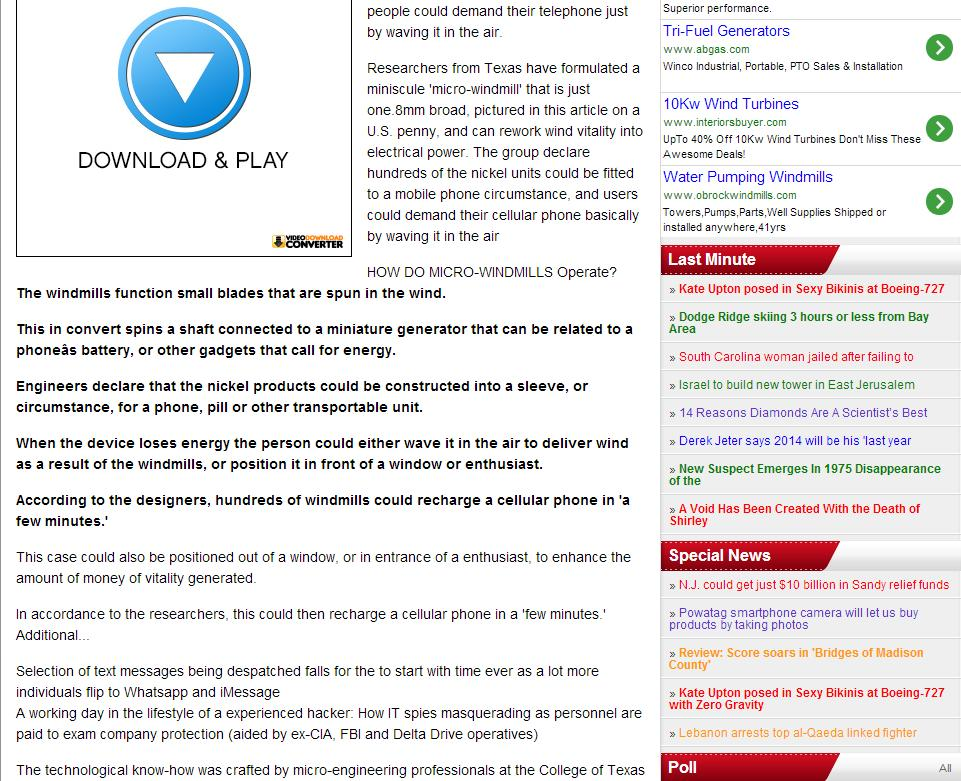 DOWNLOAD & PLAY
VIDEODOWNLOAD
CONVERTER
people could demand their telephone just
by waving it in the air.
Researchers from Texas have formulated a
miniscule 'micro-windmill' that is just
one.8mm broad, pictured in this article on a
U.S. penny, and can rework wind vitality into
electrical power. The group declare
hundreds of the nickel units could be fitted
to a mobile phone circumstance, and users
could demand their cellular phone basically
by waving it in the air
HOW DO MICRO-WINDMILLS Operate?
The windmills function small blades that are spun in the wind.
This in convert spins a shaft connected to a miniature generator that can be related to a
phoneâs battery, or other gadgets that call for energy.
Engineers declare that the nickel products could be constructed into a sleeve, or
circumstance, for a phone, pill or other transportable unit.
When the device loses energy the person could either wave it in the air to deliver wind
as a result of the windmills, or position it in front of a window or enthusiast.
According to the designers, hundreds of windmills could recharge a cellular phone in 'a
few minutes.'
This case could also be positioned out of a window, or in entrance of a enthusiast, to enhance the
amount of money of vitality generated.
In accordance to the researchers, this could then recharge a cellular phone in a 'few minutes.'
Additional...
Selection of text messages being despatched falls for the to start with time ever as a lot more
individuals flip to Whatsapp and iMessage
A working day in the lifestyle of a experienced hacker: How IT spies masquerading as personnel are
paid to exam company protection (aided by ex-CIA, FBI and Delta Drive operatives)
The technological know-how was crafted by micro-engineering professionals at the College of Texas
Superior performance.
Tri-Fuel Generators
www.abgas.com
Winco Industrial, Portable, PTO Sales & Installation
10Kw Wind Turbines
www.interiorsbuyer.com
UpTo 40% Off 10Kw Wind Turbines Don't Miss These
Awesome Deals!
Water Pumping Windmills
www.obrockwindmills.com
Towers,Pumps,Parts,Well Supplies Shipped or
installed anywhere,41yrs
Last Minute
» Kate Upton posed in Sexy Bikinis at Boeing-727
» Dodge Ridge skiing 3 hours or less from Bay
Area
» South Carolina woman jailed after failing to
» Israel to build new tower in East Jerusalem
» 14 Reasons Diamonds Are A Scientist's Best
» Derek Jeter says 2014 will be his 'last year
» New Suspect Emerges In 1975 Disappearance
of the
» A Void Has Been Created With the Death of
Shirley
Special News
» N.J. could get just $10 billion in Sandy relief funds
» Powatag smartphone camera will let us buy
products by taking photos
» Review: Score soars in 'Bridges of Madison
County'
» Kate Upton posed in Sexy Bikinis at Boeing-727
with Zero Gravity
» Lebanon arrests top al-Qaeda linked fighter
Poll
All